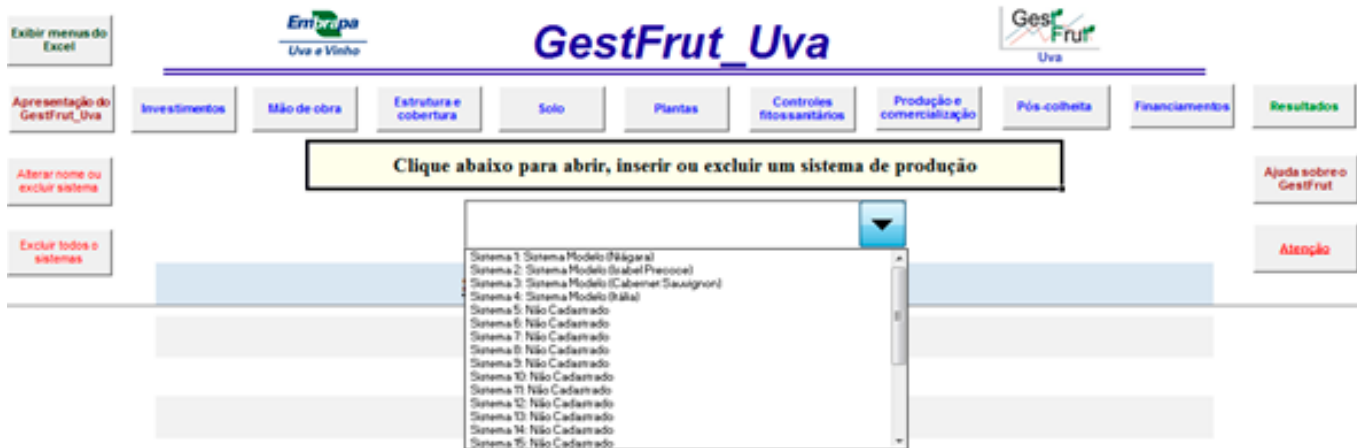 Exibir menus do
Excel
Embrapa
Uva e Vinho
GestFrut_Uva
GestFrut
Uva
Apresentação do
GestFrut_Uva
Investimentos
Mão de obra
Estrutura e
cobertura
Solo
Plantas
Controles
fitossanitários
Produção e
comercialização
Pós-colheita
Financiamentos
Resultados
Clique abaixo para abrir, inserir ou excluir um sistema de produção
Alterar nome ou
excluir sistema
Ajuda sobre o
GestFrut
Excluir todos o
sistemas
Atenção
Sistema 1: Sistema Modelo (Niágara)
Sistema 2: Sistema Modelo (Isabel Precoce)
Sistema 3: Sistema Modelo (Caberner Sauvignon)
Sistema 4: Sistema Modelo (Itália)
Sistema 5: Não Cadastrado
Sistema 6: Não Cadastrado
Sistema 7: Não Cadastrado
Sistema 8: Não Cadastrado
Sistema 9: Não Cadastrado
Sistema 10: Não Cadastrado
Sistema 11: Não Cadastrado
Sistema 12: Não Cadastrado
Sistema 13: Não Cadastrado
Sistema 14: Não Cadastrado
Sistema 15: Não Cadastrado